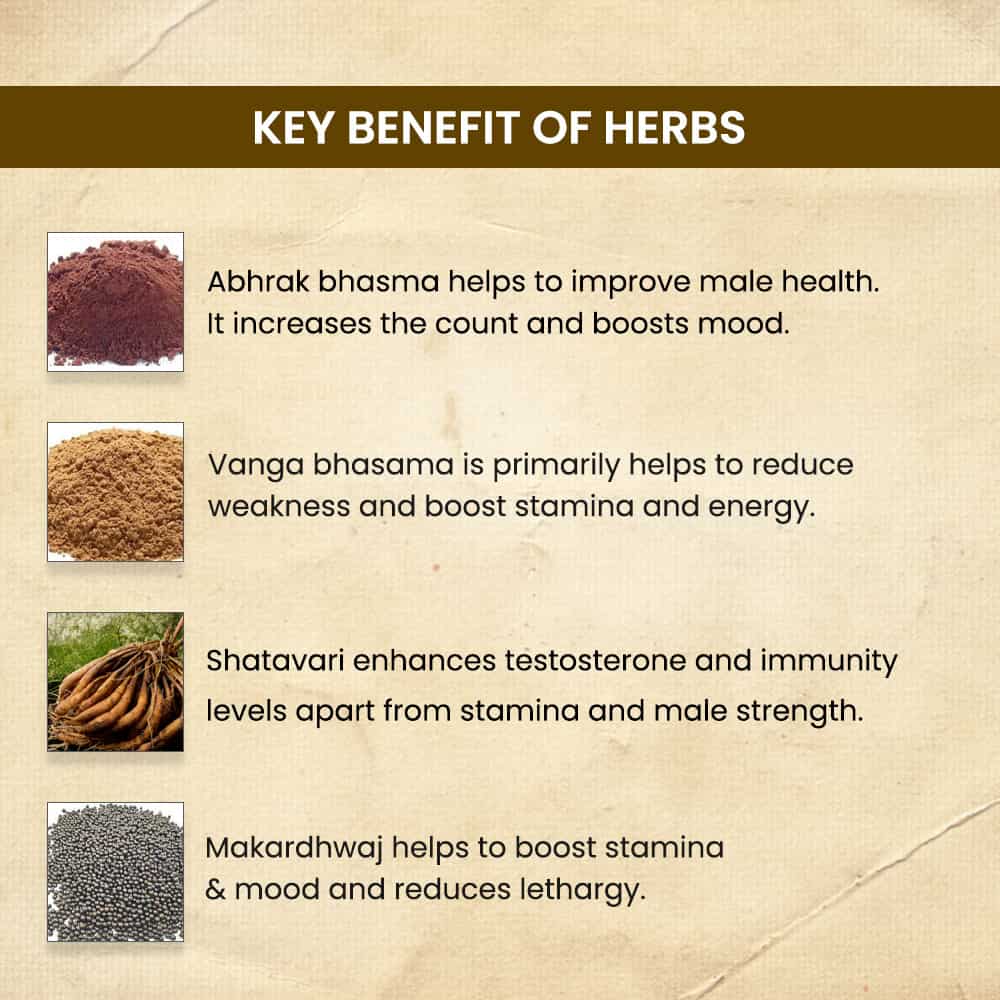 KEY BENEFIT OF HERBS
Abhrak bhasma helps to improve male health.
It increases the count and boosts mood.
Vanga bhasama is primarily helps to reduce
weakness and boost stamina and energy.
Shatavari enhances testosterone and immunity
levels apart from stamina and male strength.
Makardhwaj helps to boost stamina
& mood and reduces lethargy.